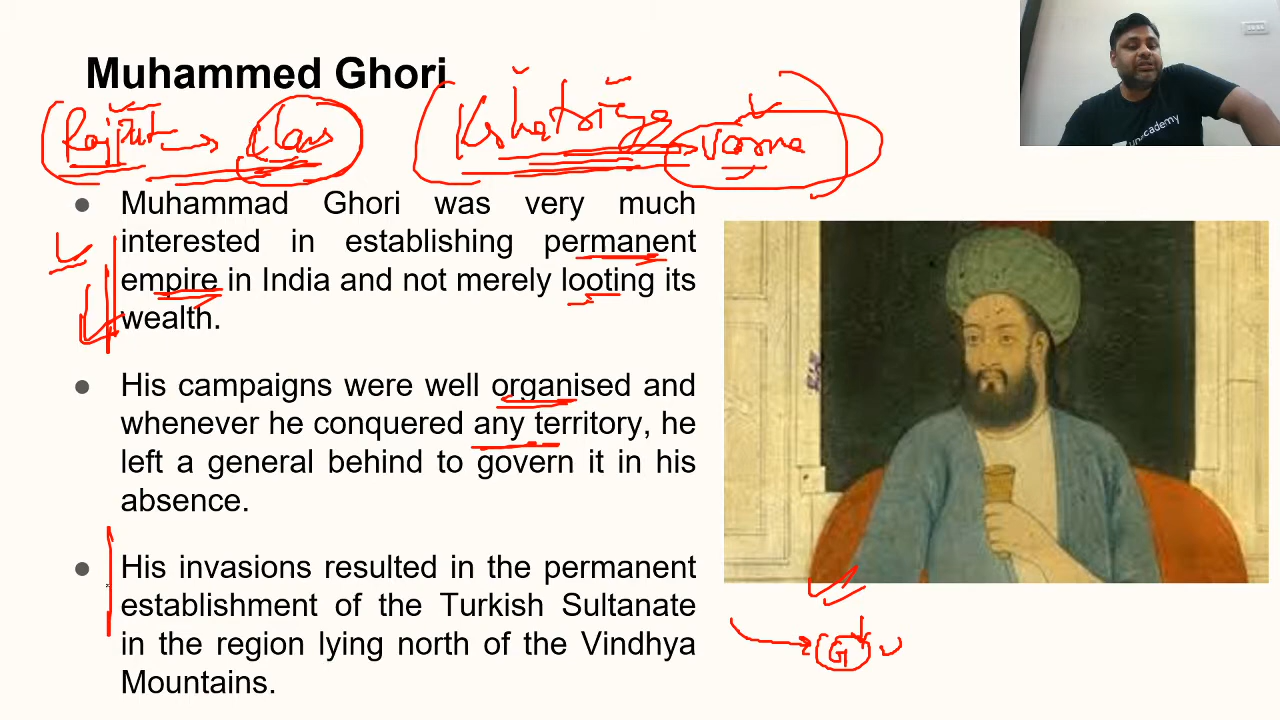 Muhammed Ghori
Rajput → Clans
Kshatriya → Varna
● Muhammad Ghori was very much
interested in establishing permanent
empire in India and not merely looting its
wealth.
● His campaigns were well organised and
whenever he conquered any territory, he
left a general behind to govern it in his
absence.
● His invasions resulted in the permanent
establishment of the Turkish Sultanate
in the region lying north of the Vindhya
Mountains.
G